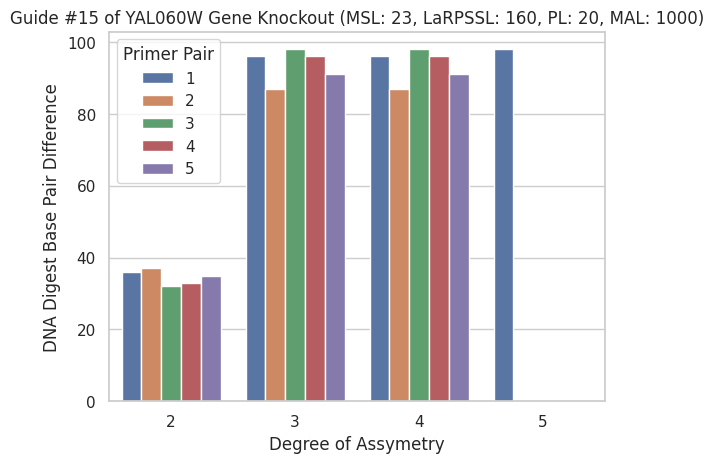 Guide #15 of YAL060W Gene Knockout (MSL: 23, LaRPSSL: 160, PL: 20, MAL: 1000)
Primer Pair
1
2
3
4
5
DNA Digest Base Pair Difference
100
80
60
40
20
0
2 3 4 5
Degree of Assymetry